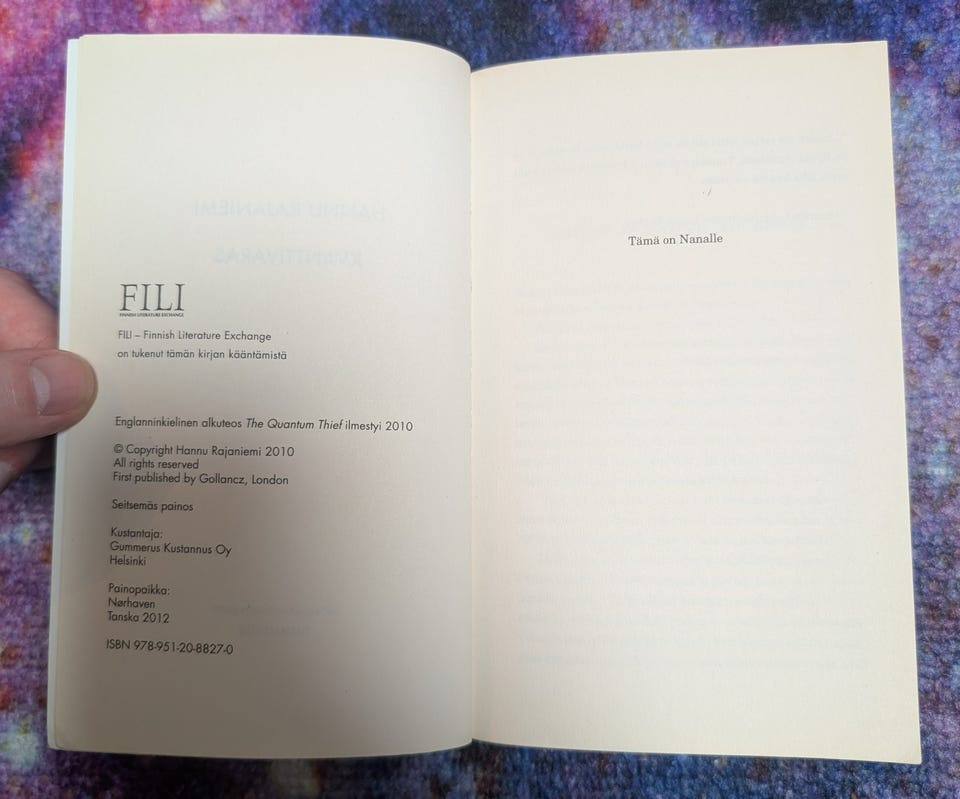 FILI
FINNISH LITERATURE EXCHANGE
FILI – Finnish Literature Exchange
on tukenut tämän kirjan kääntämistä
Englanninkielinen alkuteos The Quantum Thief ilmestyi 2010
© Copyright Hannu Rajaniemi 2010
All rights reserved
First published by Gollancz, London
Seitsemäs painos
Kustantaja:
Gummerus Kustannus Oy
Helsinki
Painopaikka:
Nørhaven
Tanska 2012
ISBN 978-951-20-8827-0
Tämä on Nanalle